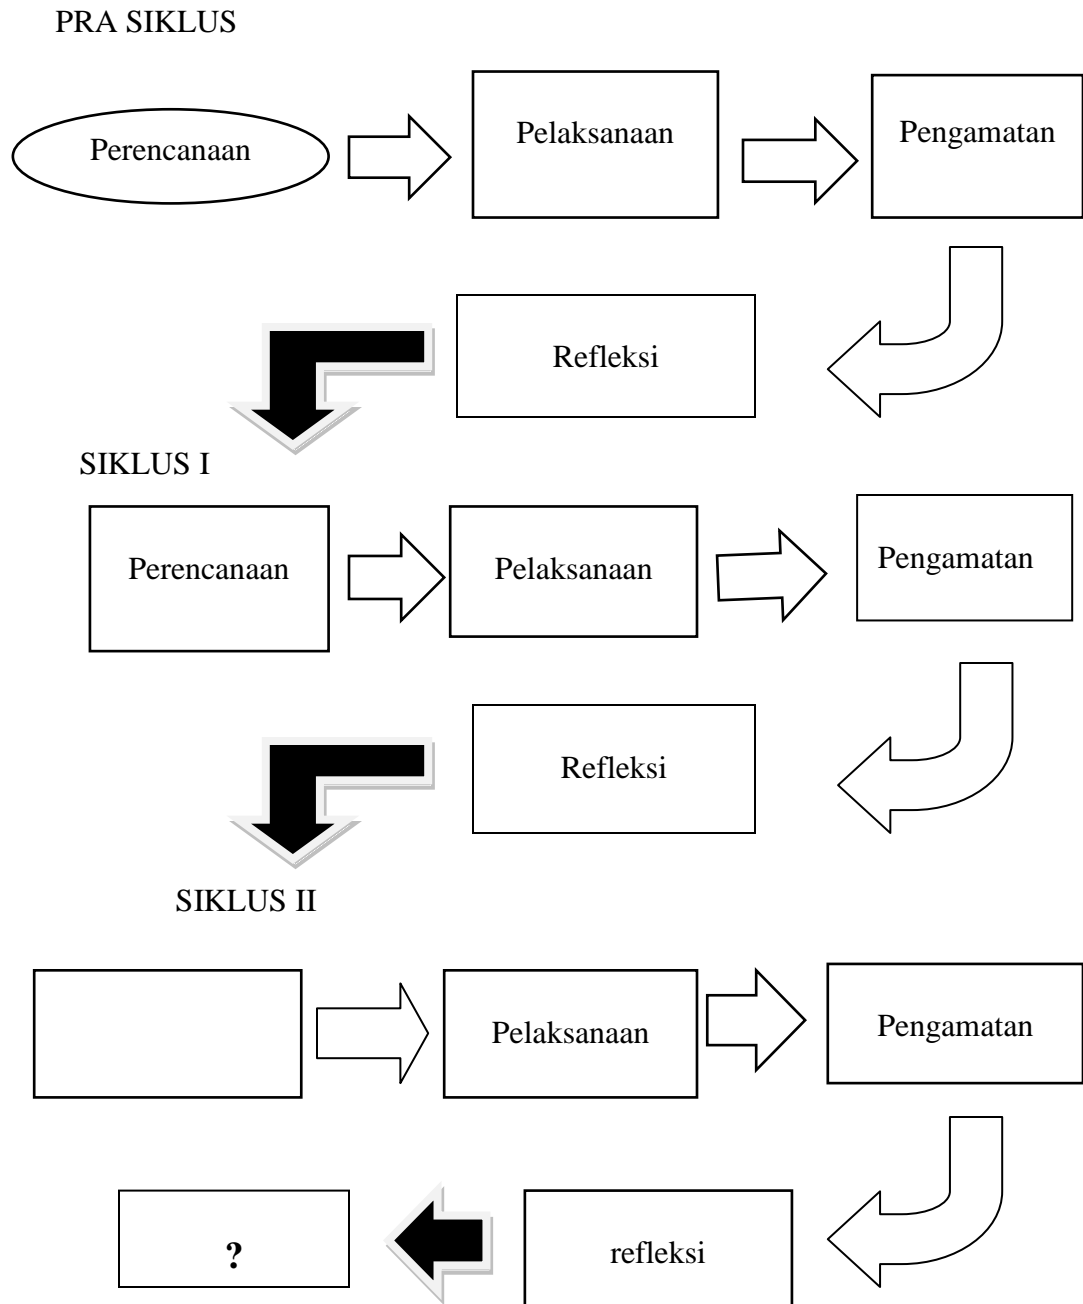 PRA SIKLUS
Perencanaan
Pelaksanaan
Pengamatan
Refleksi
SIKLUS I
Perencanaan
Pelaksanaan
Pengamatan
Refleksi
SIKLUS II
Pelaksanaan
Pengamatan
?
refleksi